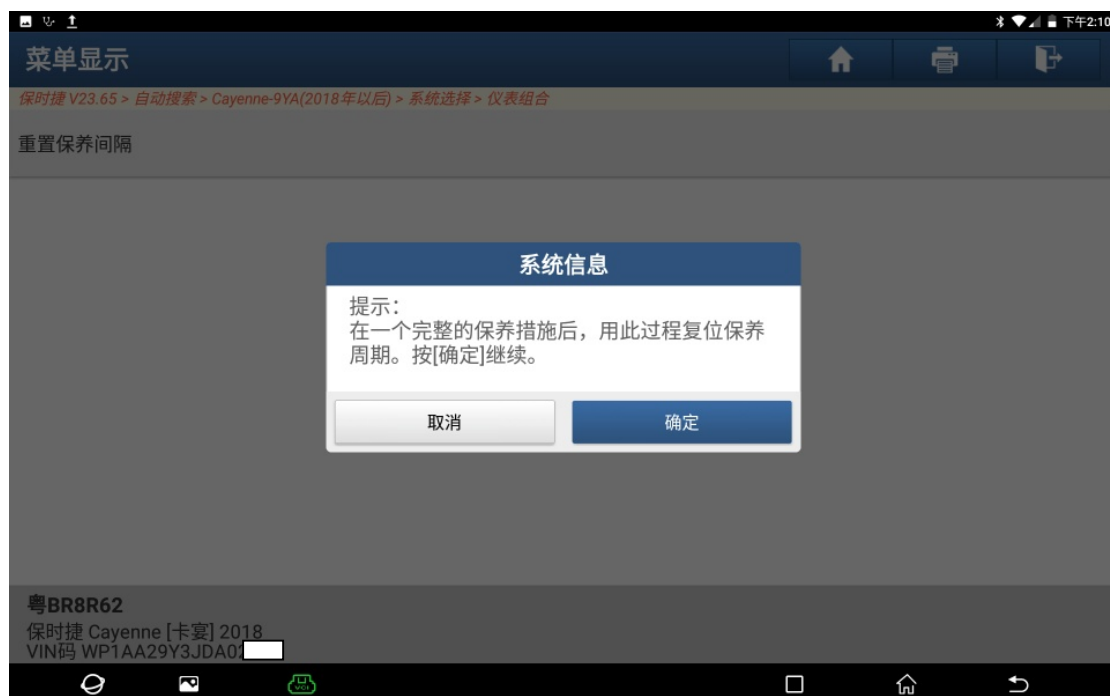 下午2:10
菜单显示
保时捷 V23.65 > 自动搜索 > Cayenne-9YA(2018年以后) > 系统选择 > 仪表组合
重置保养间隔
系统信息
提示：
在一个完整的保养措施后，用此过程复位保养
周期。按[确定]继续。
取消
确定
粤BR8R62
保时捷 Cayenne [卡宴] 2018
VIN码 WP1AA29Y3JDA02
VCI